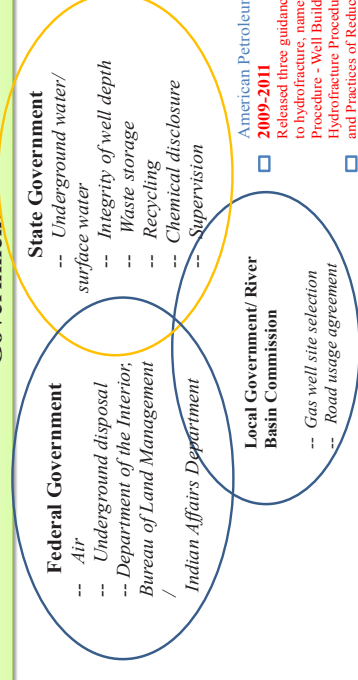 Federal Government
-- Air
-- Underground disposal
-- Department of the Interior,
Bureau of Land Management
/
Indian Affairs Department
State Government
-- Underground water/
surface water
-- Integrity of well depth
-- Waste storage
-- Recycling
-- Chemical disclosure
-- Supervision
Local Government/ River
Basin Commission
-- Gas well site selection
-- Road usage agreement
American Petroleum
2009-2011
Released three guidance
to hydrofracture, name
Procedure - Well Build
Hydrofracture Procedu
and Practices of Reduc